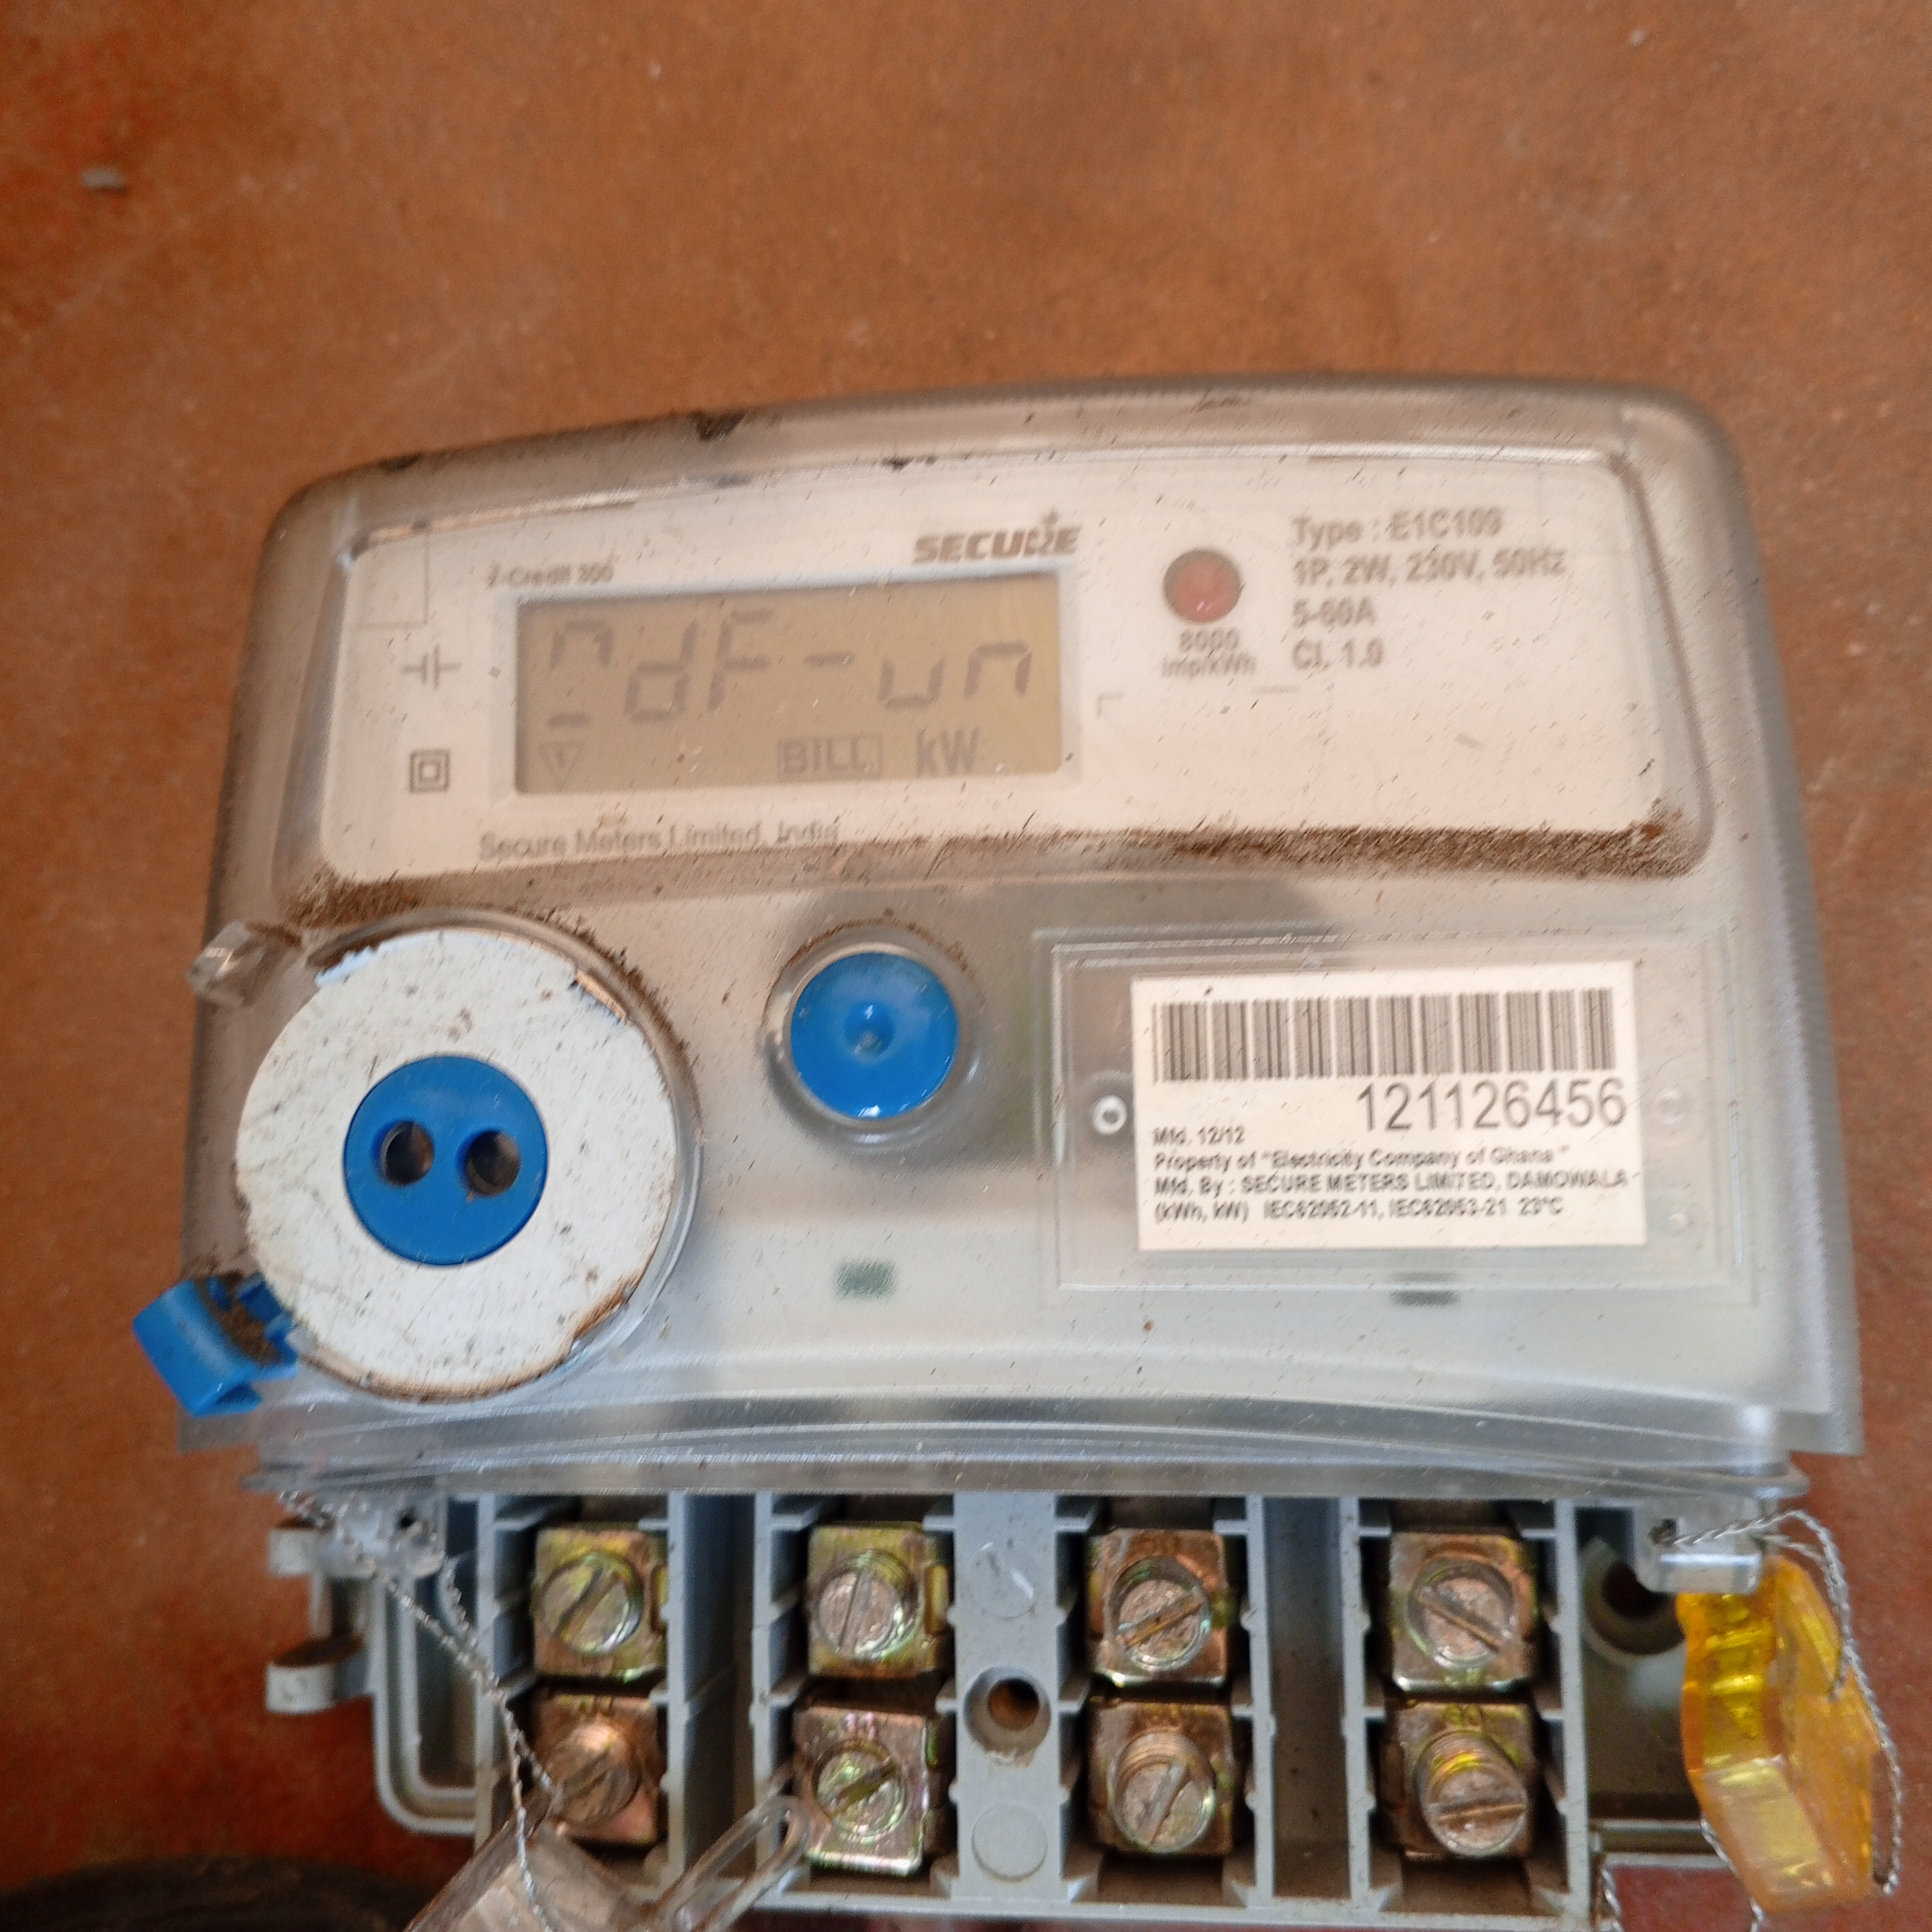 SECURE
Type : E1C109
1P, 2W, 230V, 50Hz
5-60A
Cl. 1.0
8000
imp/kWh
dF-un
1
BILL kW
Secure Meters Limited, India
121126456
Mfd. 12/12
Property of "Electricity Company of Ghana"
Mfd. By : SECURE METERS LIMITED, DAMOWALA
(kWh, kW) IEC62052-11, IEC62053-21 23°C